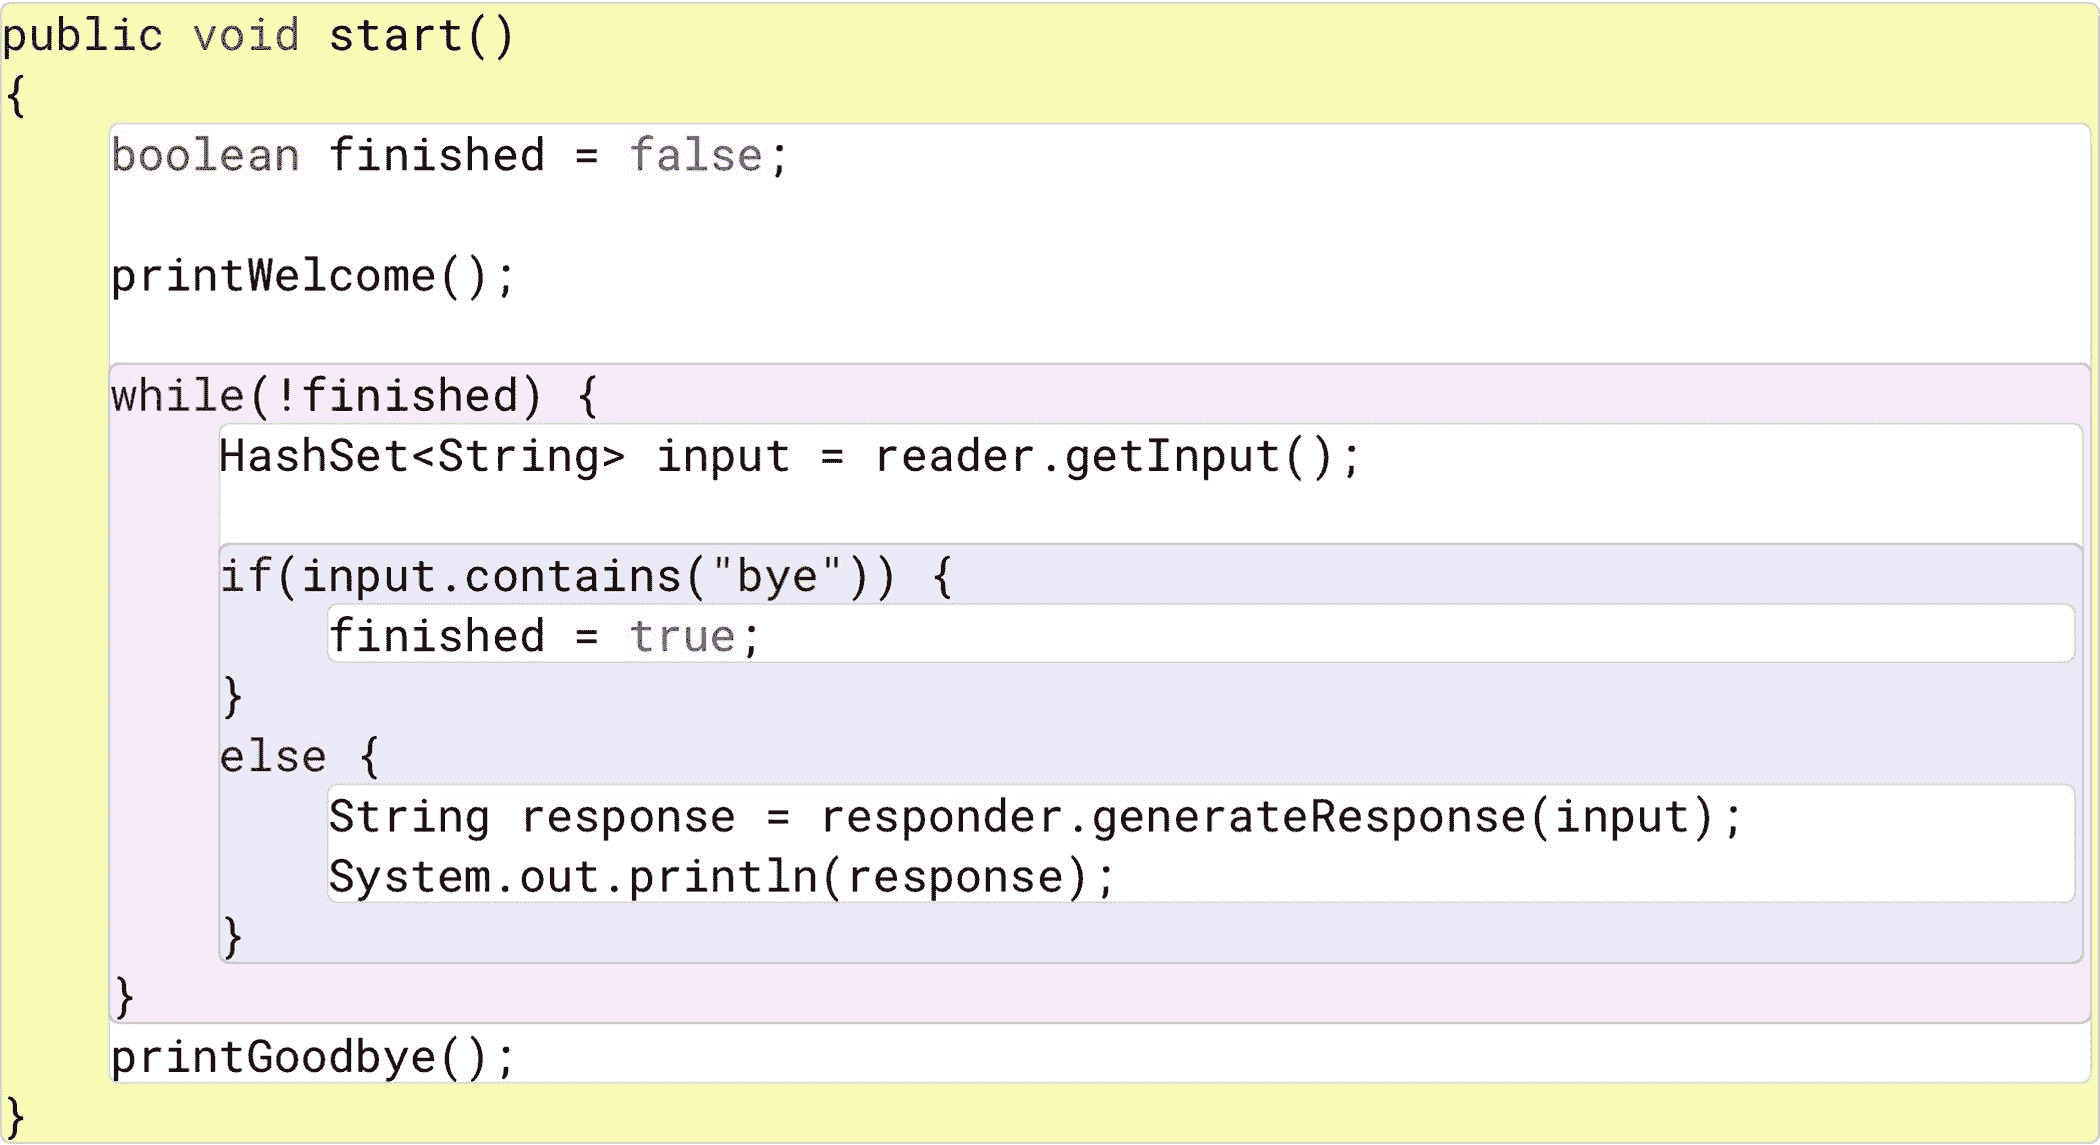 public void start()
{
    boolean finished = false;

    printWelcome();

    while(!finished) {
        HashSet<String> input = reader.getInput();

        if(input.contains("bye")) {
            finished = true;
        }
        else {
            String response = responder.generateResponse(input);
            System.out.println(response);
        }
    }
    printGoodbye();
}